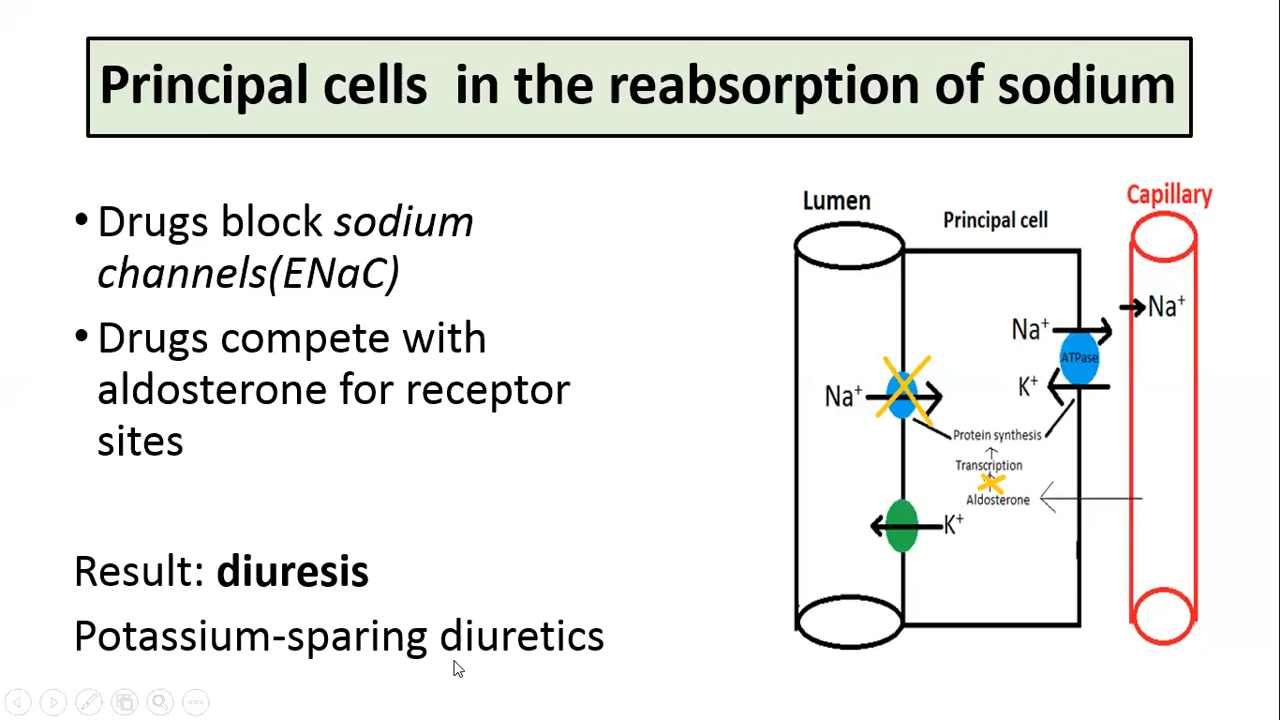 Principal cells  in the reabsorption of sodium
• Drugs block sodium
channels(ENaC)
• Drugs compete with
aldosterone for receptor
sites
Result: diuresis
Potassium-sparing diuretics
Lumen
Principal cell
Capillary
Na⁺
Na⁺
ATPase
K⁺
Na⁺
Protein synthesis
Transcription
Aldosterone
K⁺